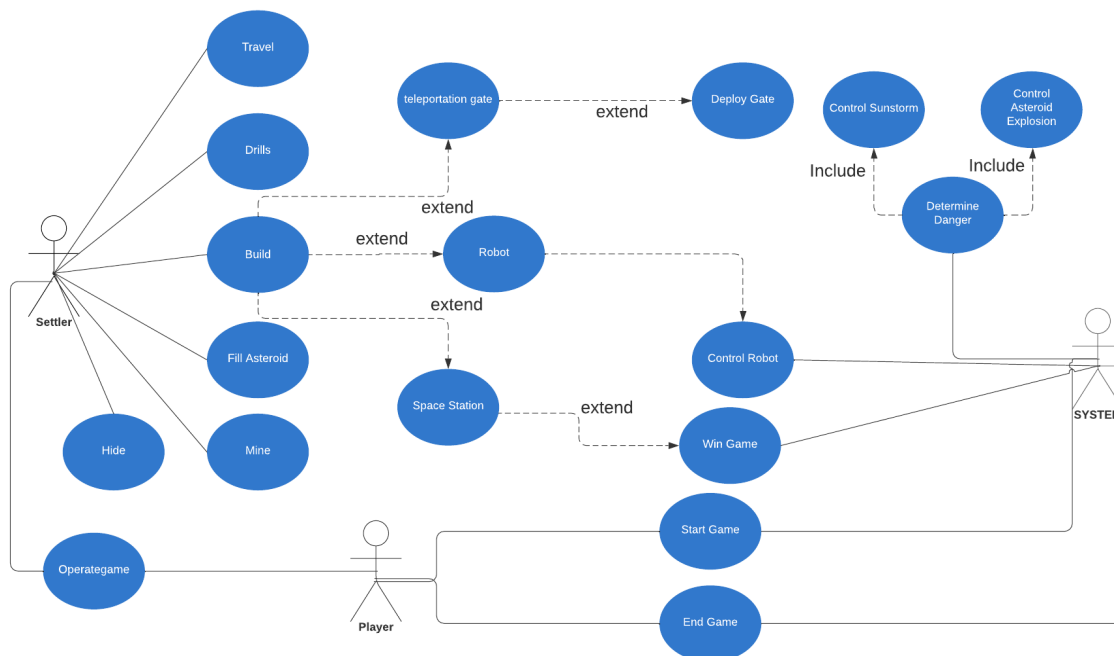 Travel
teleportation gate
Deploy Gate
extend
Control Sunstorm
Control
Asteroid
Explosion
Drills
Include
Include
extend
Determine
Danger
Build
extend
Robot
extend
Settler
Fill Asteroid
Control Robot
Space Station
extend
SYSTEM
Hide
Mine
Win Game
Start Game
Operategame
Player
End Game